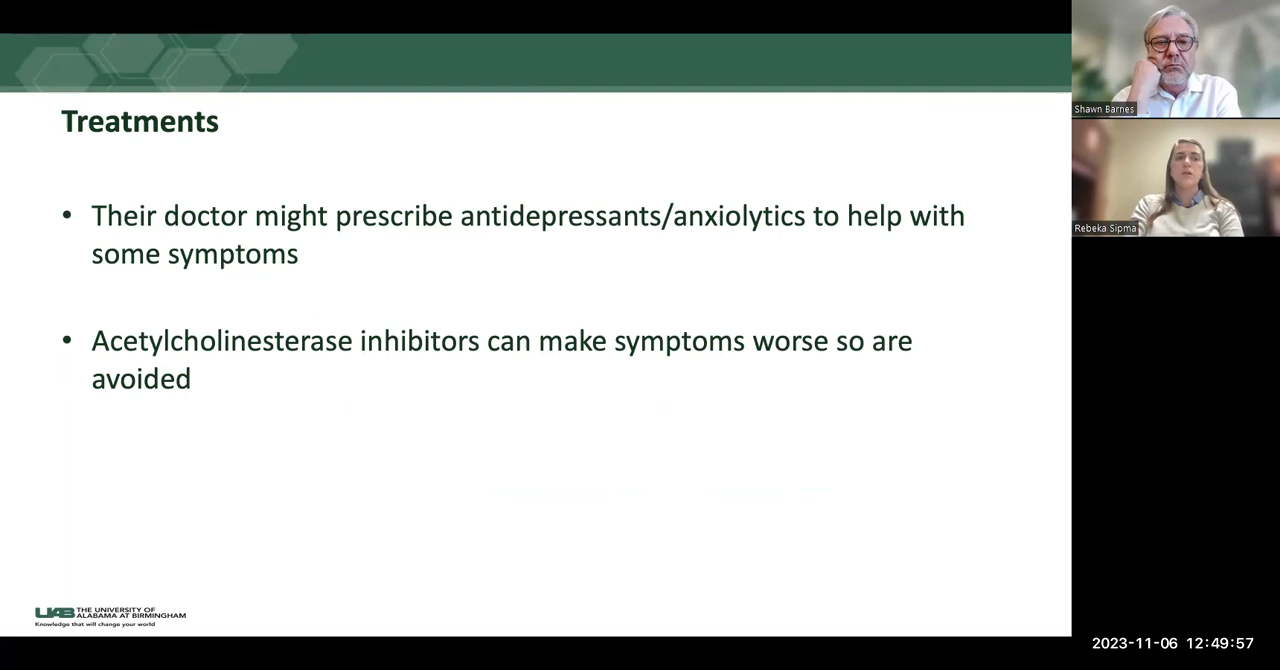 Treatments
• Their doctor might prescribe antidepressants/anxiolytics to help with
some symptoms
• Acetylcholinesterase inhibitors can make symptoms worse so are
avoided
UAB THE UNIVERSITY OF
ALABAMA AT BIRMINGHAM
Knowledge that will change your world
Shawn Barnes
Rebeka Sipma
2023-11-06 12:49:57